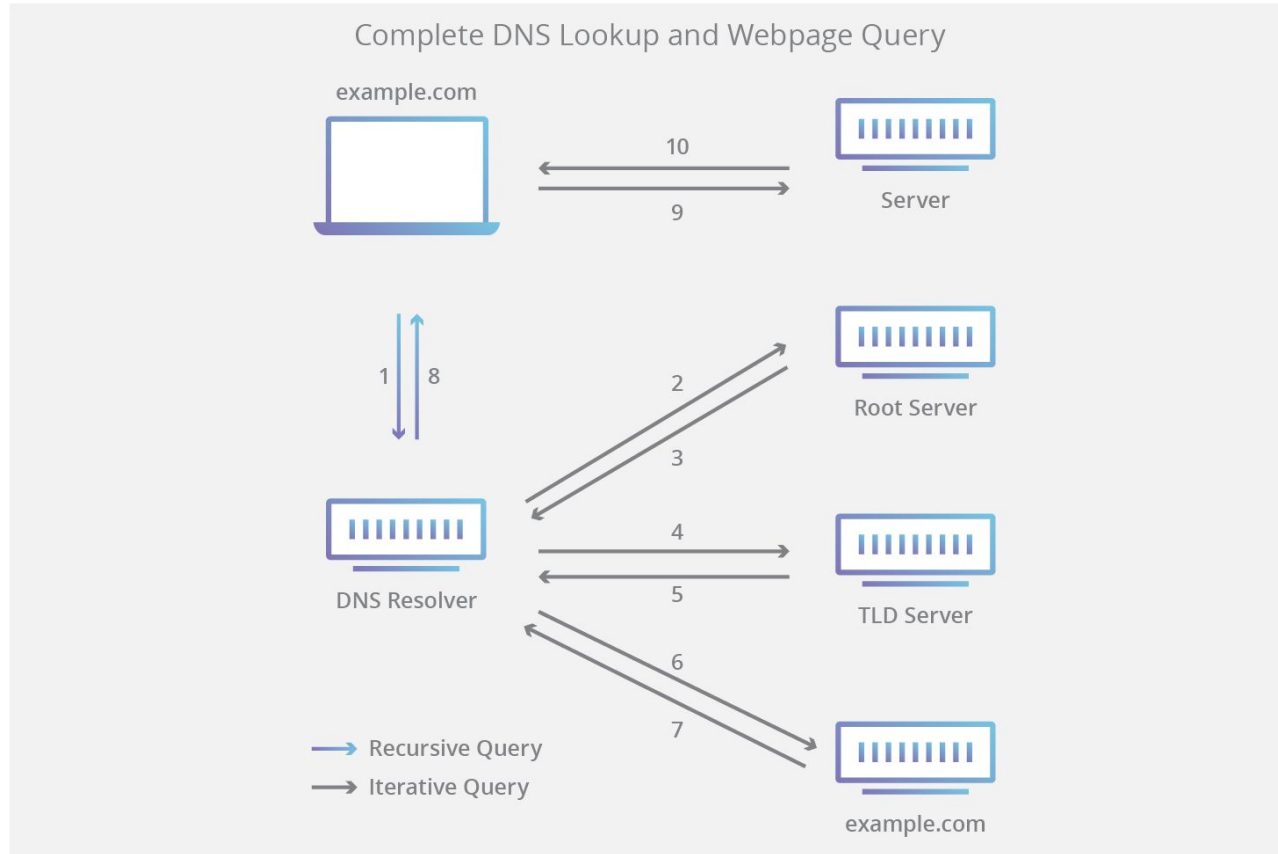 Complete DNS Lookup and Webpage Query
example.com
10
9
Server
1
8
2
3
Root Server
DNS Resolver
4
5
TLD Server
6
7
example.com
Recursive Query
Iterative Query